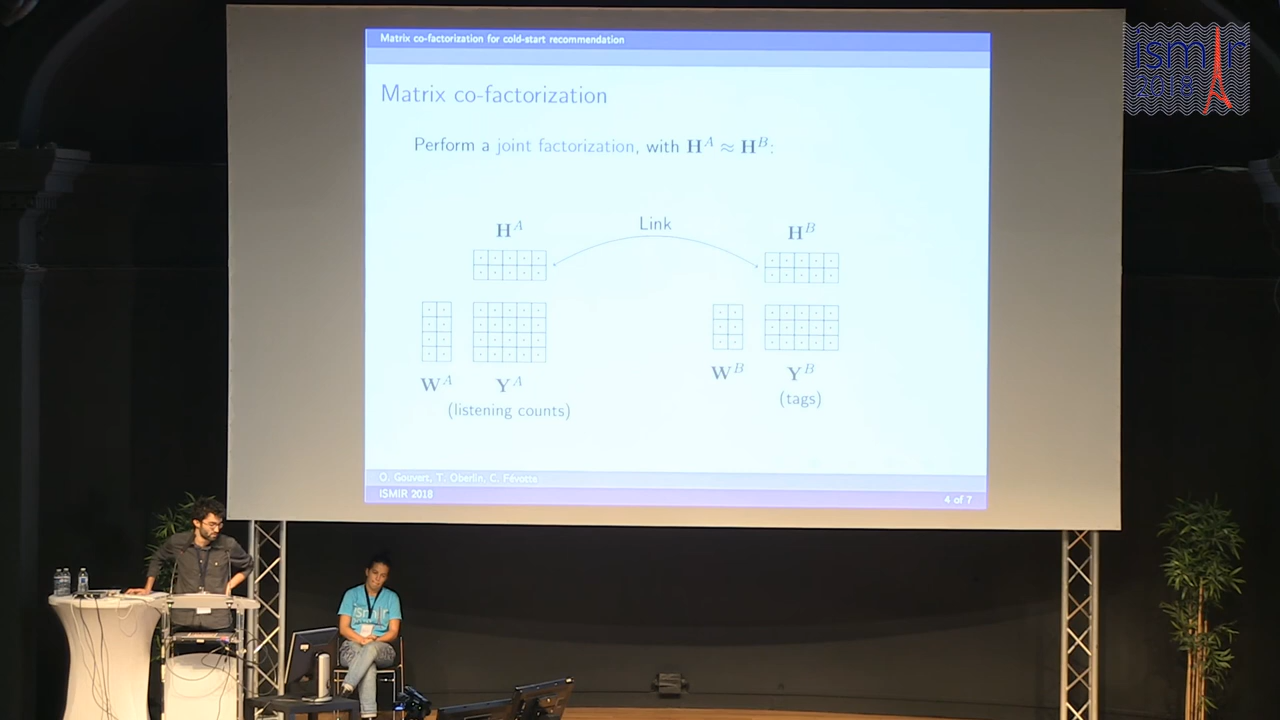 Matrix co-factorization for cold-start recommendation
ismir
2018
Matrix co-factorization
Perform a joint factorization, with H^A ≈ H^B:
Link
H^A
H^B
W^A
Y^A
W^B
Y^B
(listening counts)
(tags)
O. Gouvert, T. Oberlin, C. Févotte
ISMIR 2018
4 of 7
ismir